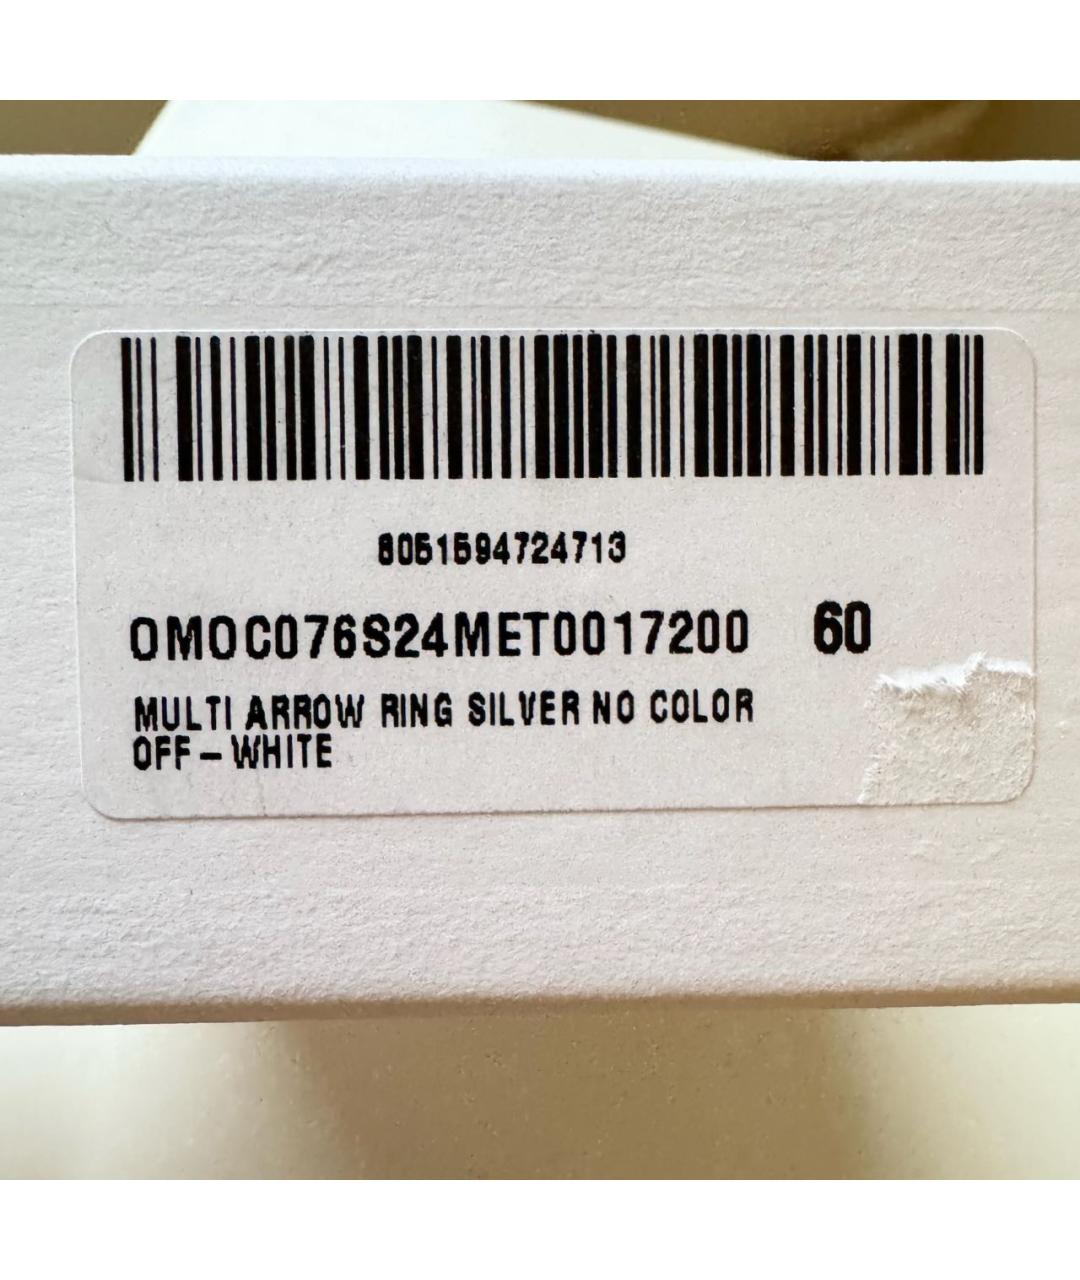 8051594724713
OMOC076S24MET0017200 60
MULTI ARROW RING SILVER NO COLOR
OFF-WHITE